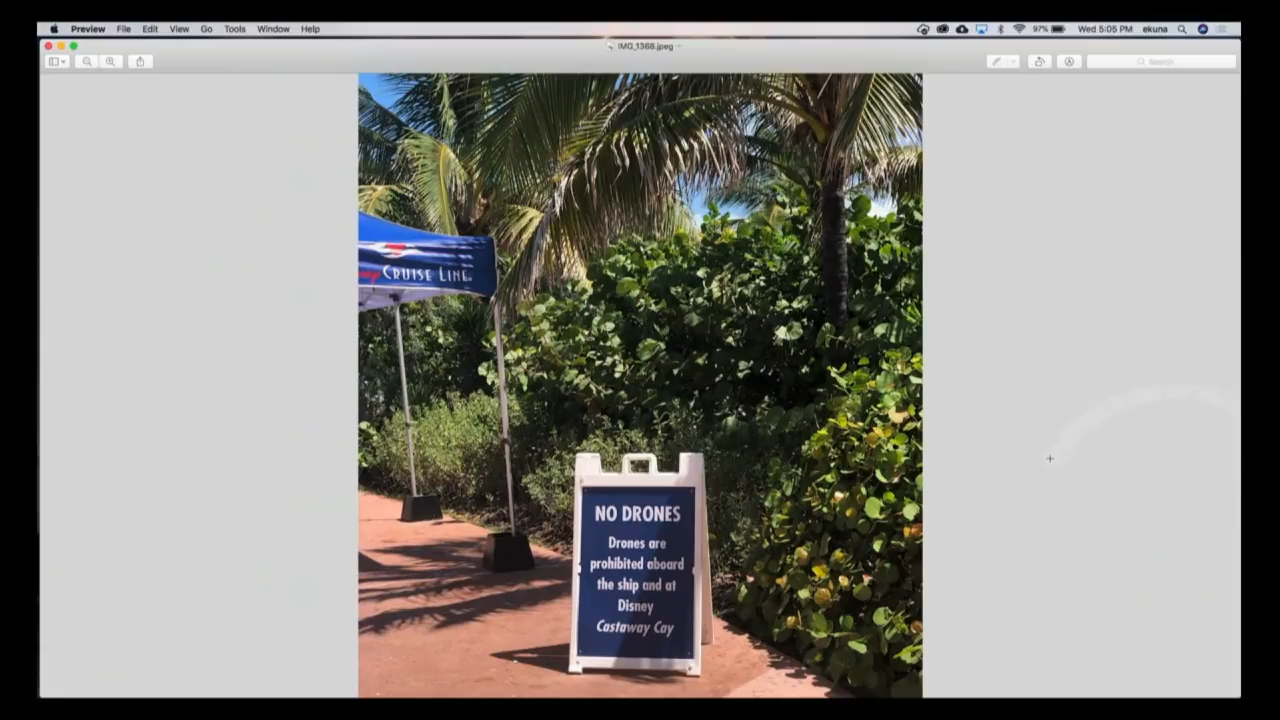 Preview File Edit View Go Tools Window Help
97% Wed 5:05 PM ekuna
IMG_1368.jpeg
Search
CRUISE LINE
NO DRONES
Drones are
prohibited aboard
the ship and at
Disney
Castaway Cay